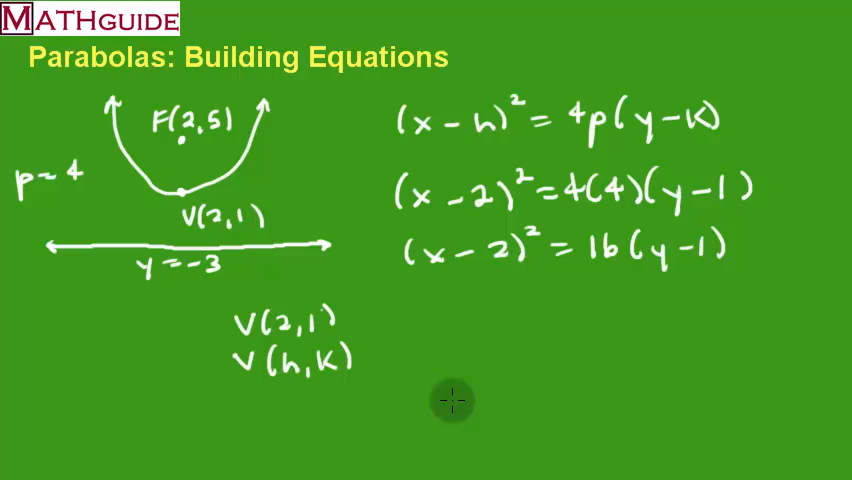 MATHGUIDE
Parabolas: Building Equations
F(2,5)
p=4
V(2,1)
y=-3
V(2,1)
V(h,k)
(x-h)²=4p(y-k)
(x-2)²=4(4)(y-1)
(x-2)²=16(y-1)